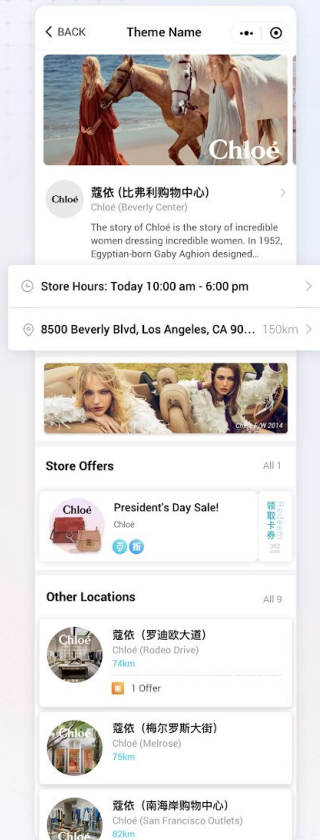 BACK
Theme Name
Chloé
Chloé
蔻依 (比弗利购物中心)
Chloé (Beverly Center)
The story of Chloé is the story of incredible
women dressing incredible women. In 1952,
Egyptian-born Gaby Aghion designed...
Store Hours: Today 10:00 am - 6:00 pm
8500 Beverly Blvd, Los Angeles, CA 90... 150km
Chloé F/W 2014
Store Offers
All 1
Chloé
President's Day Sale!
Chloé
领取卡券
Redeem
Other Locations
All 9
Chloé
蔻依（罗迪欧大道）
Chloé (Rodeo Drive)
74km
1 Offer
Chloé
蔻依（梅尔罗斯大街）
Chloé (Melrose)
75km
Chloé
蔻依（南海岸购物中心）
Chloé (San Francisco Outlets)
82km